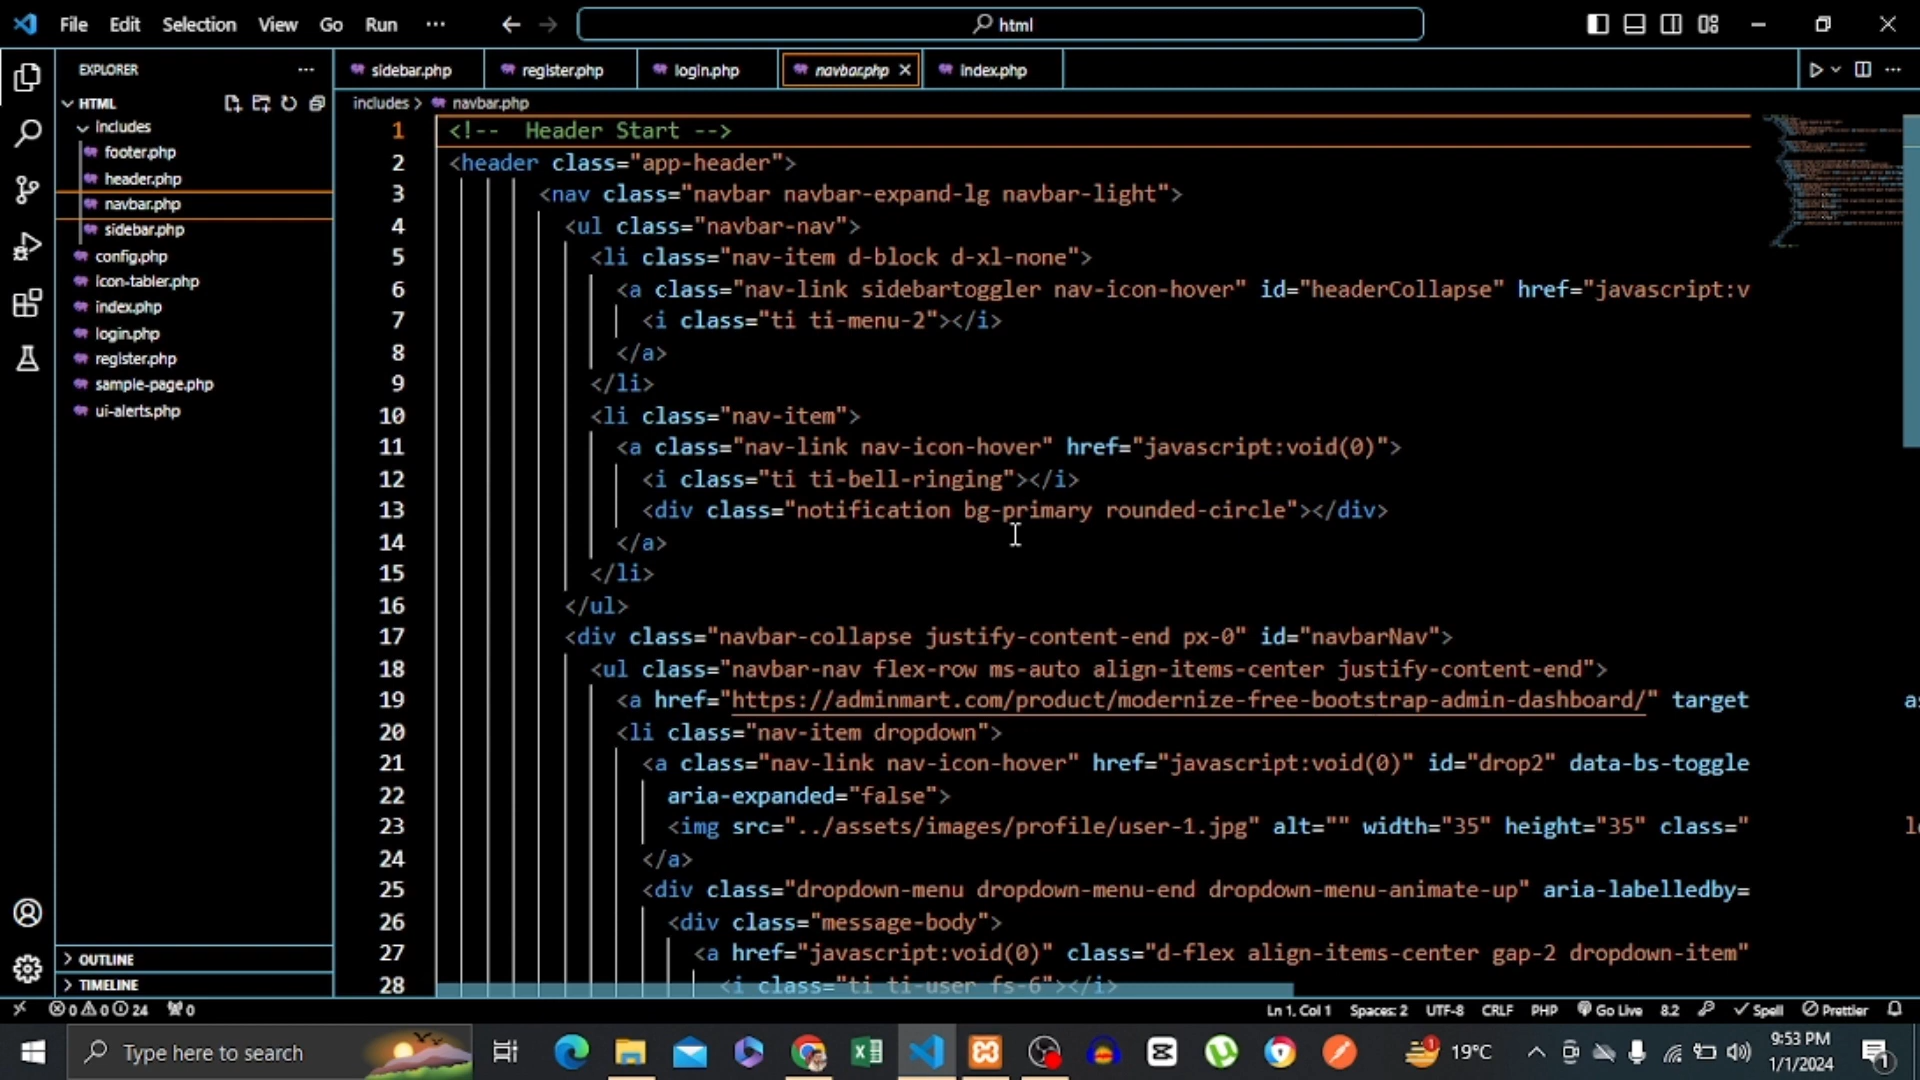 File Edit Selection View Go Run ··· html
EXPLORER ···
sidebar.php register.php login.php navbar.php index.php
HTML
includes > navbar.php
includes
footer.php
header.php
navbar.php
sidebar.php
config.php
icon-tabler.php
index.php
login.php
register.php
sample-page.php
ui-alerts.php
OUTLINE
TIMELINE
1 <!--  Header Start -->
2 <header class="app-header">
3 <nav class="navbar navbar-expand-lg navbar-light">
4 <ul class="navbar-nav">
5 <li class="nav-item d-block d-xl-none">
6 <a class="nav-link sidebartoggler nav-icon-hover" id="headerCollapse" href="javascript:v
7 <i class="ti ti-menu-2"></i>
8 </a>
9 </li>
10 <li class="nav-item">
11 <a class="nav-link nav-icon-hover" href="javascript:void(0)">
12 <i class="ti ti-bell-ringing"></i>
13 <div class="notification bg-primary rounded-circle"></div>
14 </a>
15 </li>
16 </ul>
17 <div class="navbar-collapse justify-content-end px-0" id="navbarNav">
18 <ul class="navbar-nav flex-row ms-auto align-items-center justify-content-end">
19 <a href="https://adminmart.com/product/modernize-free-bootstrap-admin-dashboard/" target
20 <li class="nav-item dropdown">
21 <a class="nav-link nav-icon-hover" href="javascript:void(0)" id="drop2" data-bs-toggle
22 aria-expanded="false">
23 <img src="../assets/images/profile/user-1.jpg" alt="" width="35" height="35" class="
24 </a>
25 <div class="dropdown-menu dropdown-menu-end dropdown-menu-animate-up" aria-labelledby=
26 <div class="message-body">
27 <a href="javascript:void(0)" class="d-flex align-items-center gap-2 dropdown-item"
28 <i class="ti ti-user fs-6"></i>
0 0 24 0 Ln 1, Col 1 Spaces: 2 UTF-8 CRLF PHP Go Live 8.2 Spell Prettier
Type here to search 19°C 9:53 PM
1/1/2024